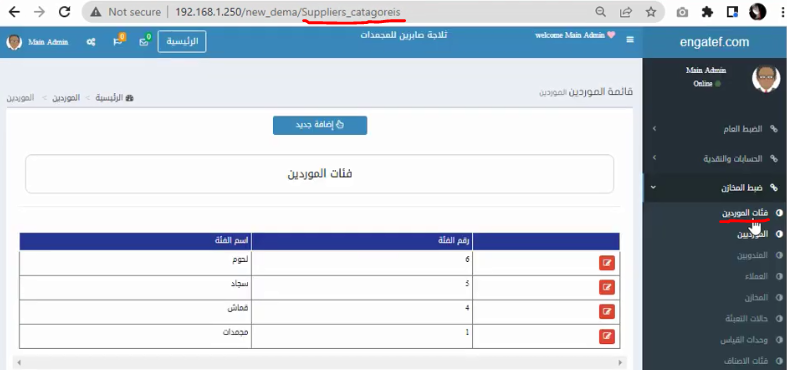 Not secure | 192.168.1.250/new_dema/Suppliers_catagoreis
engatef.com
welcome Main Admin
ثلاجة صابرين للمجمدات
الرئيسية
0
0
Main Admin
Main Admin
Online
قائمة الموردين الموردين
الرئيسية > الموردين > الموردين
إضافة جديد
فئات الموردين
اسم الفئة رقم الفئة
لحوم 6
سجاد 5
قماش 4
مجمدات 1
الضبط العام
الحسابات والنقدية
ضبط المخازن
فئات الموردين
الموردين
المندوبين
العملاء
المخازن
حالات التعبئة
وحدات القياس
فئات الاصناف